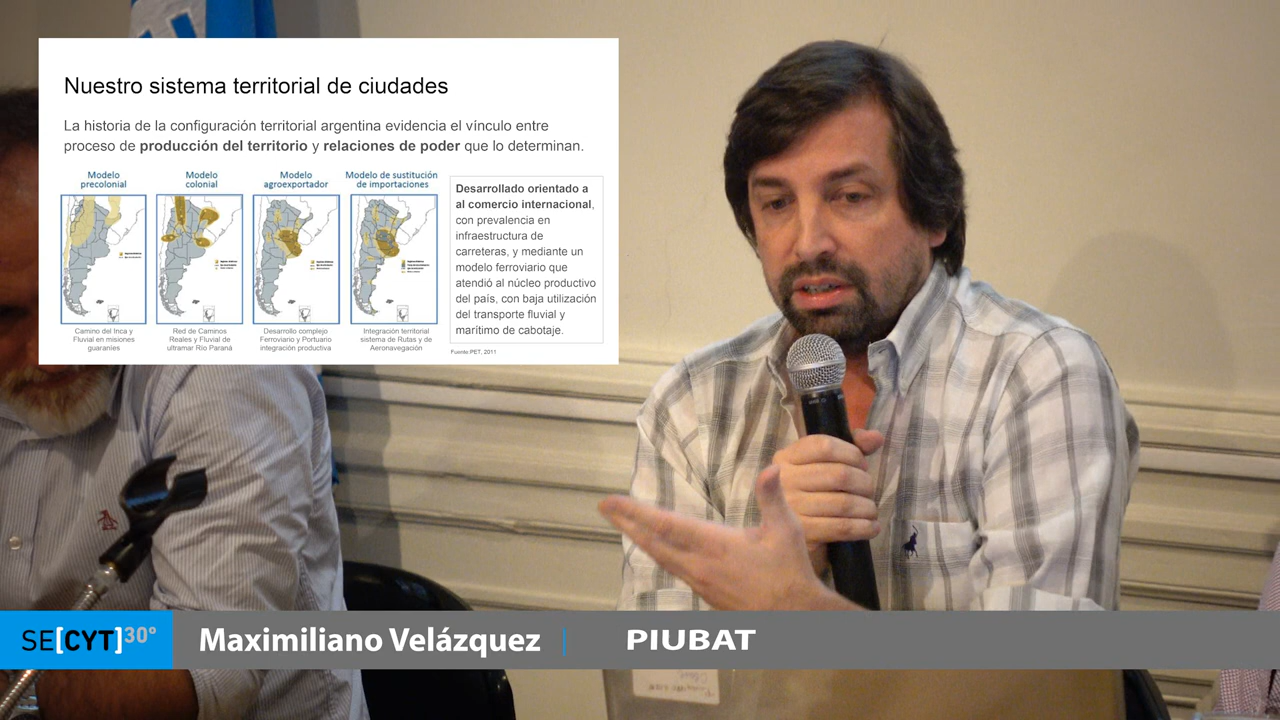 Nuestro sistema territorial de ciudades
La historia de la configuración territorial argentina evidencia el vínculo entre
proceso de producción del territorio y relaciones de poder que lo determinan.
Modelo
precolonial
Modelo
colonial
Modelo
agroexportador
Modelo de sustitución
de importaciones
Camino del Inca y
Fluvial en misiones
guaraníes
Red de Caminos
Reales y Fluvial de
ultramar Río Paraná
Desarrollo complejo
Ferroviario y Portuario
integración productiva
Integración territorial
sistema de Rutas y de
Aeronavegación
Desarrollado orientado a
al comercio internacional,
con prevalencia en
infraestructura de
carreteras, y mediante un
modelo ferroviario que
atendió al núcleo productivo
del país, con baja utilización
del transporte fluvial y
marítimo de cabotaje.
Fuente PET, 2011
SE[CYT]30º
Maximiliano Velázquez
PIUBAT